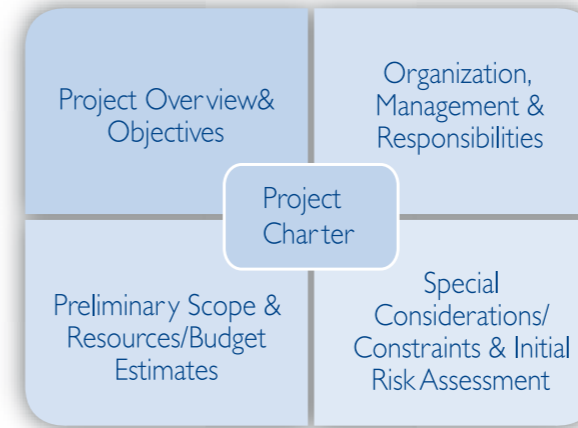 Project Overview&
Objectives
Organization,
Management &
Responsibilities
Project
Charter
Preliminary Scope &
Resources/Budget
Estimates
Special
Considerations/
Constraints & Initial
Risk Assessment